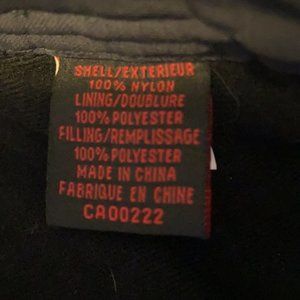 SHELL/EXTERIEUR
100% NYLON
LINING/DOUBLURE
100% POLYESTER
FILLING/REMPLISSAGE
100% POLYESTER
MADE IN CHINA
FABRIQUE EN CHINE
CA00222